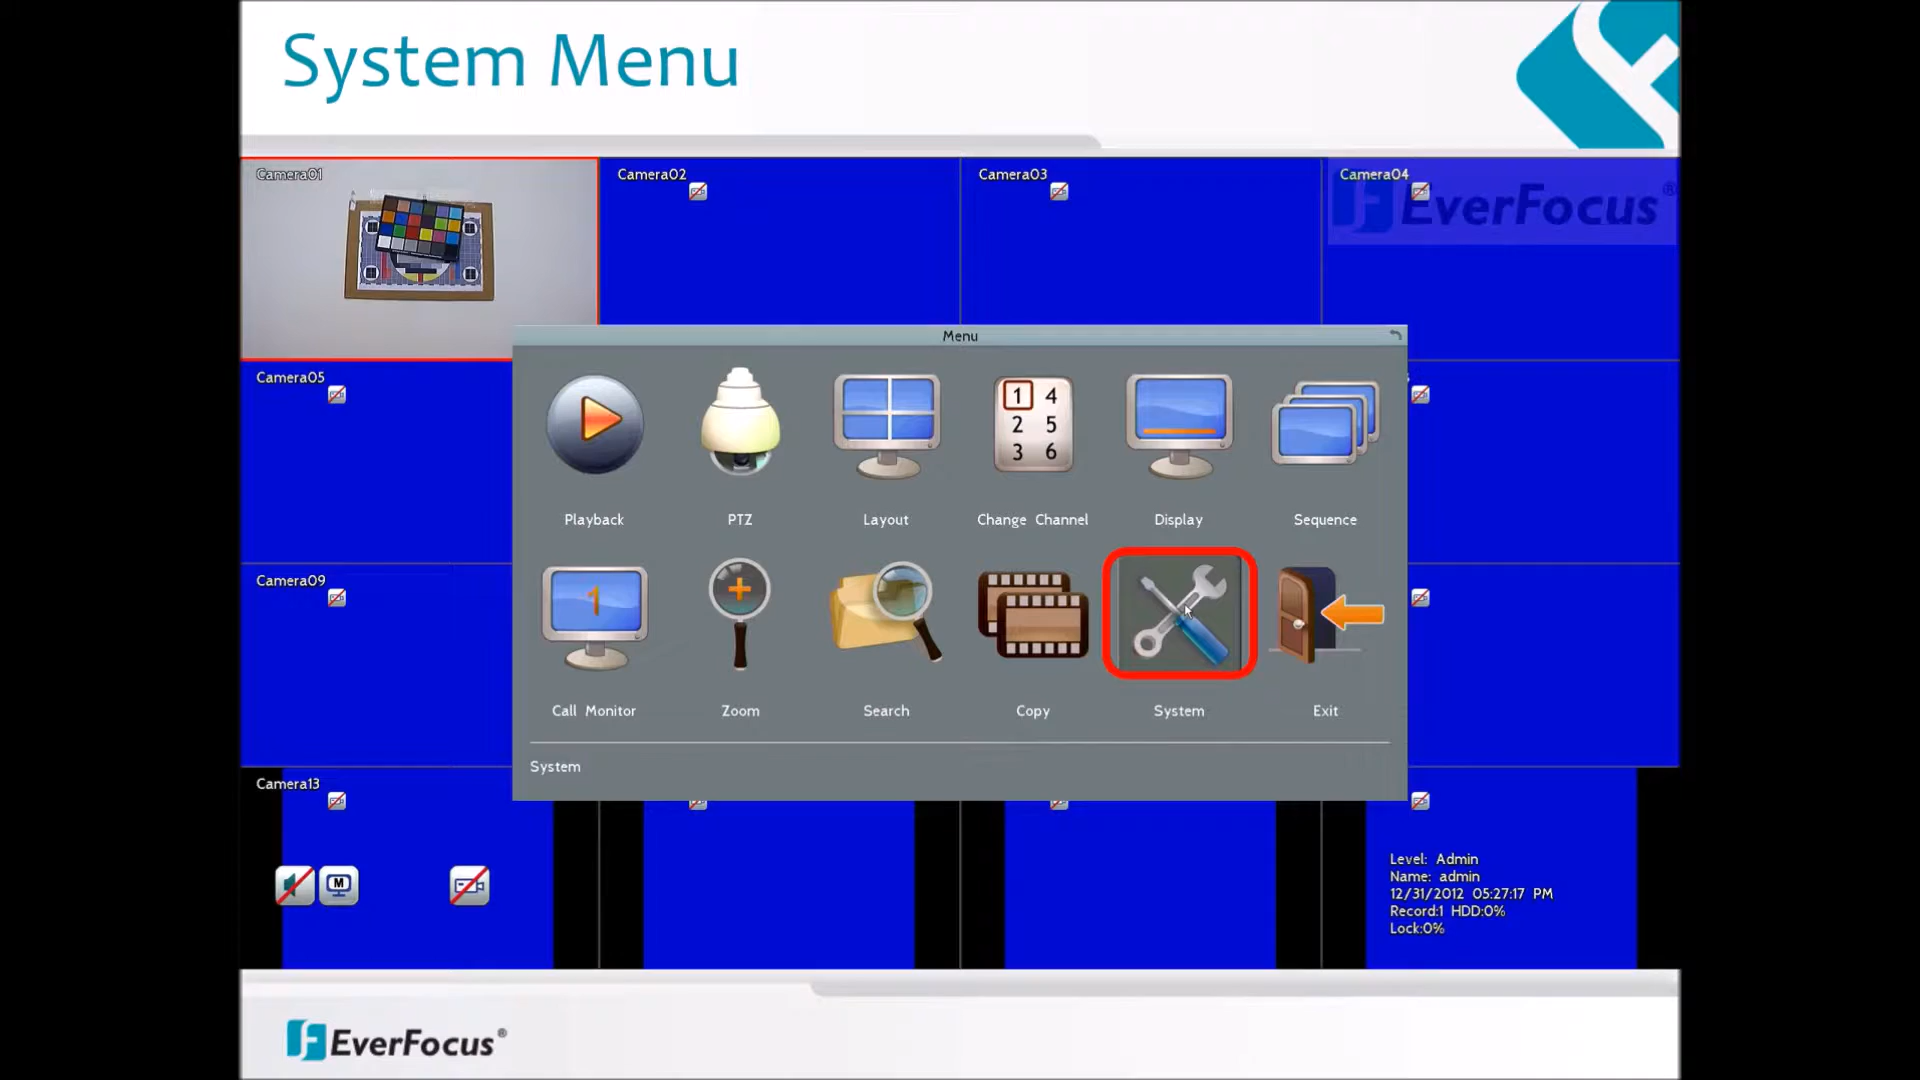 System Menu
Camera01
Camera02
Camera03
Camera04
EverFocus®
Menu
Camera05
1 4
2 5
3 6
Playback
PTZ
Layout
Change Channel
Display
Sequence
Camera09
1
Call Monitor
Zoom
Search
Copy
System
Exit
System
Camera13
M
Level: Admin
Name: admin
12/31/2012 05:27:17 PM
Record:1 HDD:0%
Lock:0%
EverFocus®